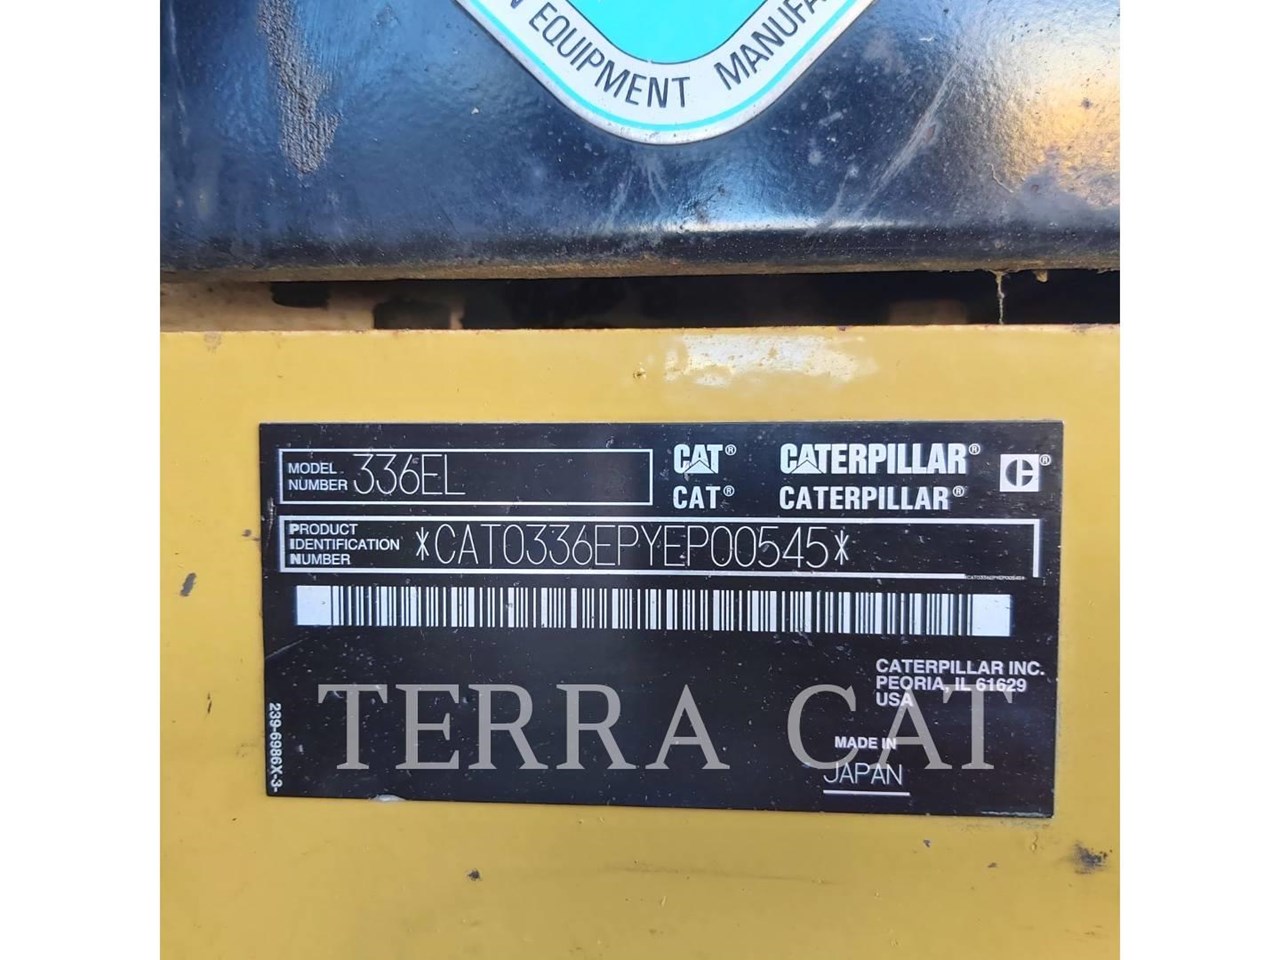 EQUIPMENT
MODEL
NUMBER 336EL
CAT® CATERPILLAR®
CAT® CATERPILLAR®
PRODUCT
IDENTIFICATION
NUMBER *CAT0336EPYEP00545*
CATERPILLAR INC.
PEORIA, IL 61629
USA
MADE IN
JAPAN
239-6986X-3-
TERRA CAT